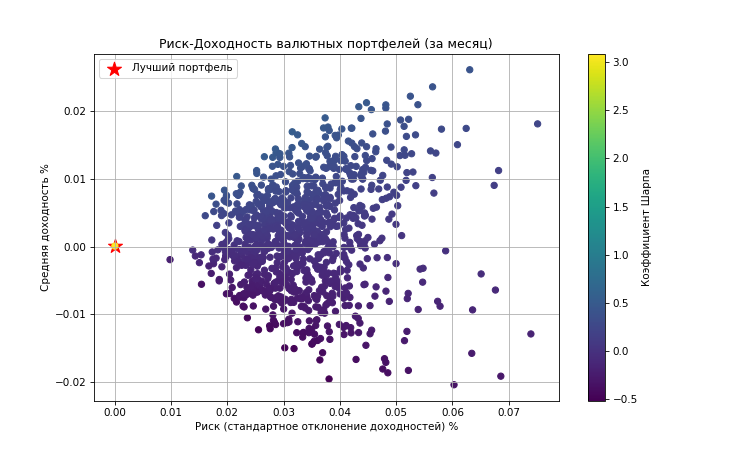 Риск-Доходность валютных портфелей (за месяц)
Лучший портфель
Средняя доходность %
0.02
0.01
0.00
−0.01
−0.02
0.00 0.01 0.02 0.03 0.04 0.05 0.06 0.07
Риск (стандартное отклонение доходностей) %
3.0
2.5
2.0
1.5
1.0
0.5
0.0
−0.5
Коэффициент Шарпа